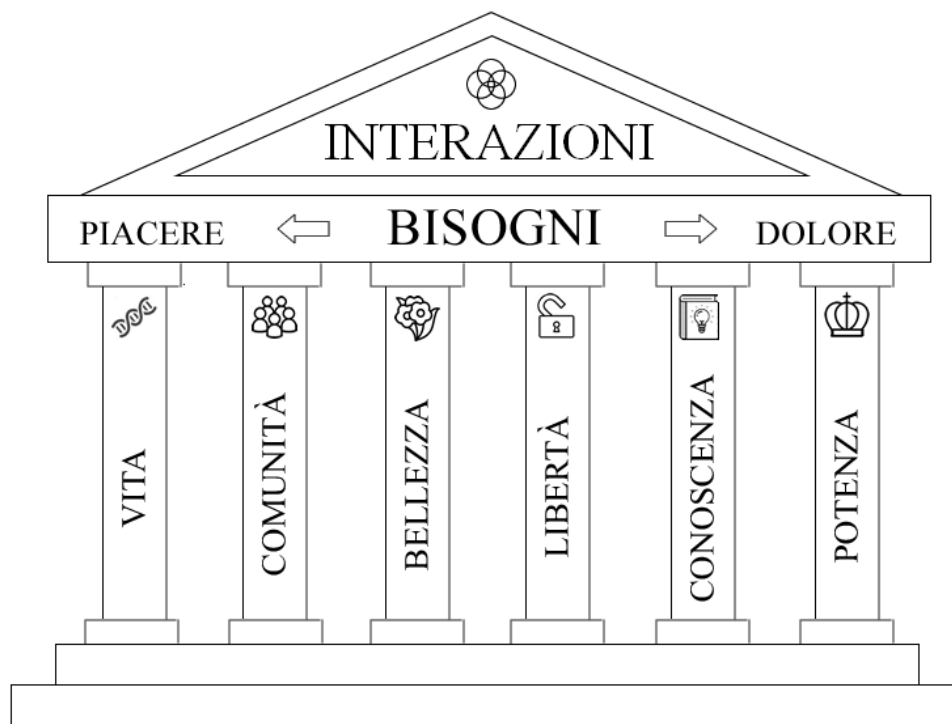 INTERAZIONI
PIACERE BISOGNI DOLORE
VITA
COMUNITÀ
BELLEZZA
LIBERTÀ
CONOSCENZA
POTENZA